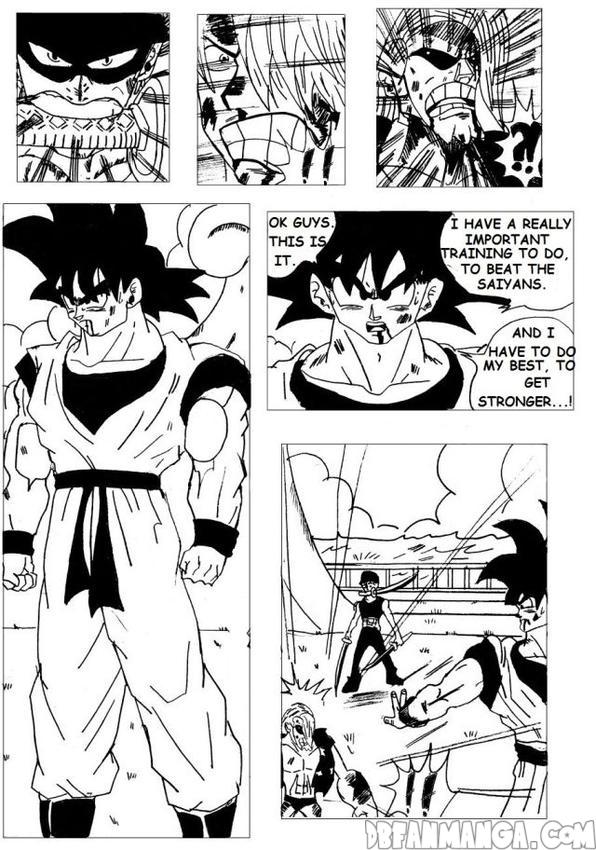 ?!
OK GUYS.
THIS IS
IT.
I HAVE A REALLY
IMPORTANT
TRAINING TO DO,
TO BEAT THE
SAIYANS.
AND I
HAVE TO DO
MY BEST, TO
GET
STRONGER...!
DBFANMANGA.COM